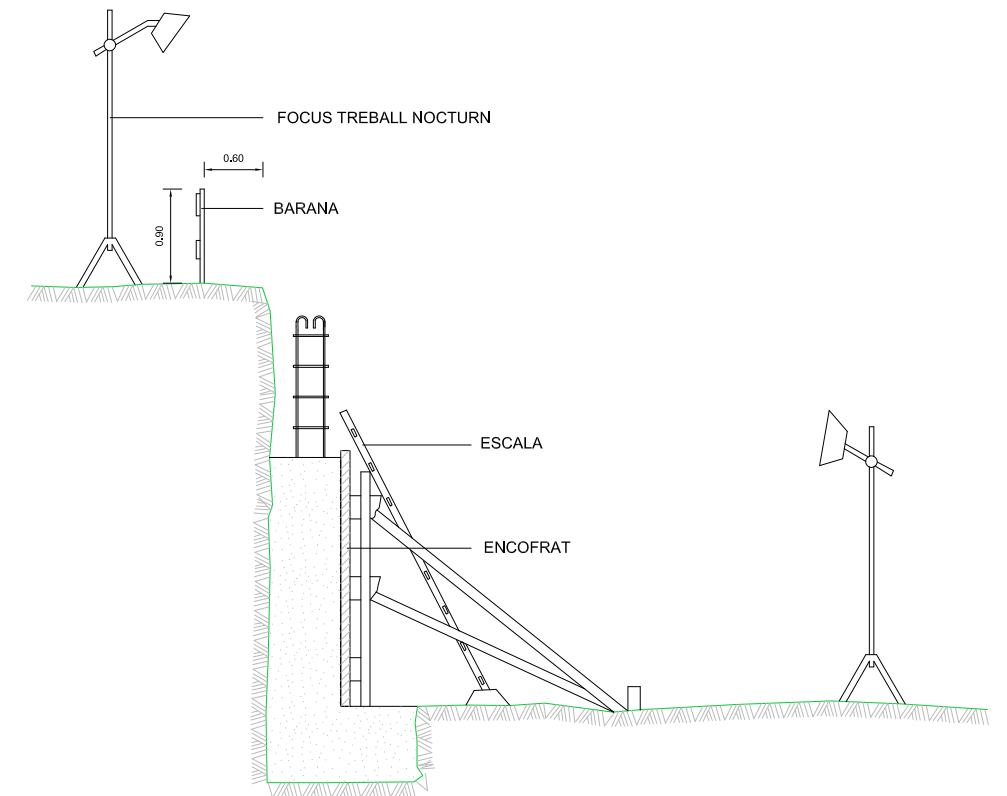 FOCUS TREBALL NOCTURN
0.60
BARANA
0.90
ESCALA
ENCOFRAT